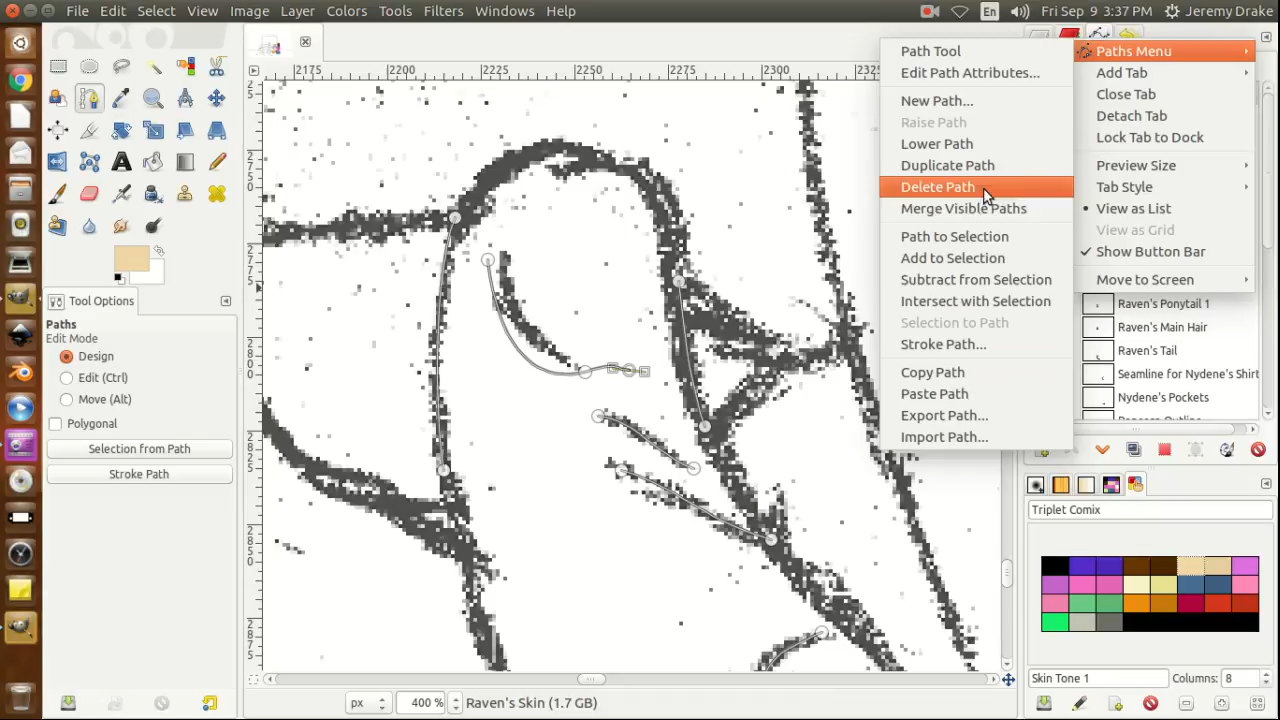 File Edit Select View Image Layer Colors Tools Filters Windows Help En Fri Sep 9 3:37 PM Jeremy Drake
2175 2200 2225 2250 2275 2300 2325
Tool Options
Paths
Edit Mode
Design
Edit (Ctrl)
Move (Alt)
Polygonal
Selection from Path
Stroke Path
Path Tool
Edit Path Attributes...
New Path...
Raise Path
Lower Path
Duplicate Path
Delete Path
Merge Visible Paths
Path to Selection
Add to Selection
Subtract from Selection
Intersect with Selection
Selection to Path
Stroke Path...
Copy Path
Paste Path
Export Path...
Import Path...
Paths Menu
Add Tab
Close Tab
Detach Tab
Lock Tab to Dock
Preview Size
Tab Style
View as List
View as Grid
Show Button Bar
Move to Screen
Raven's Ponytail 1
Raven's Main Hair
Raven's Tail
Seamline for Nydene's Shirt
Nydene's Pockets
Triplet Comix
Skin Tone 1 Columns: 8
px 400 % Raven's Skin (1.7 GB)